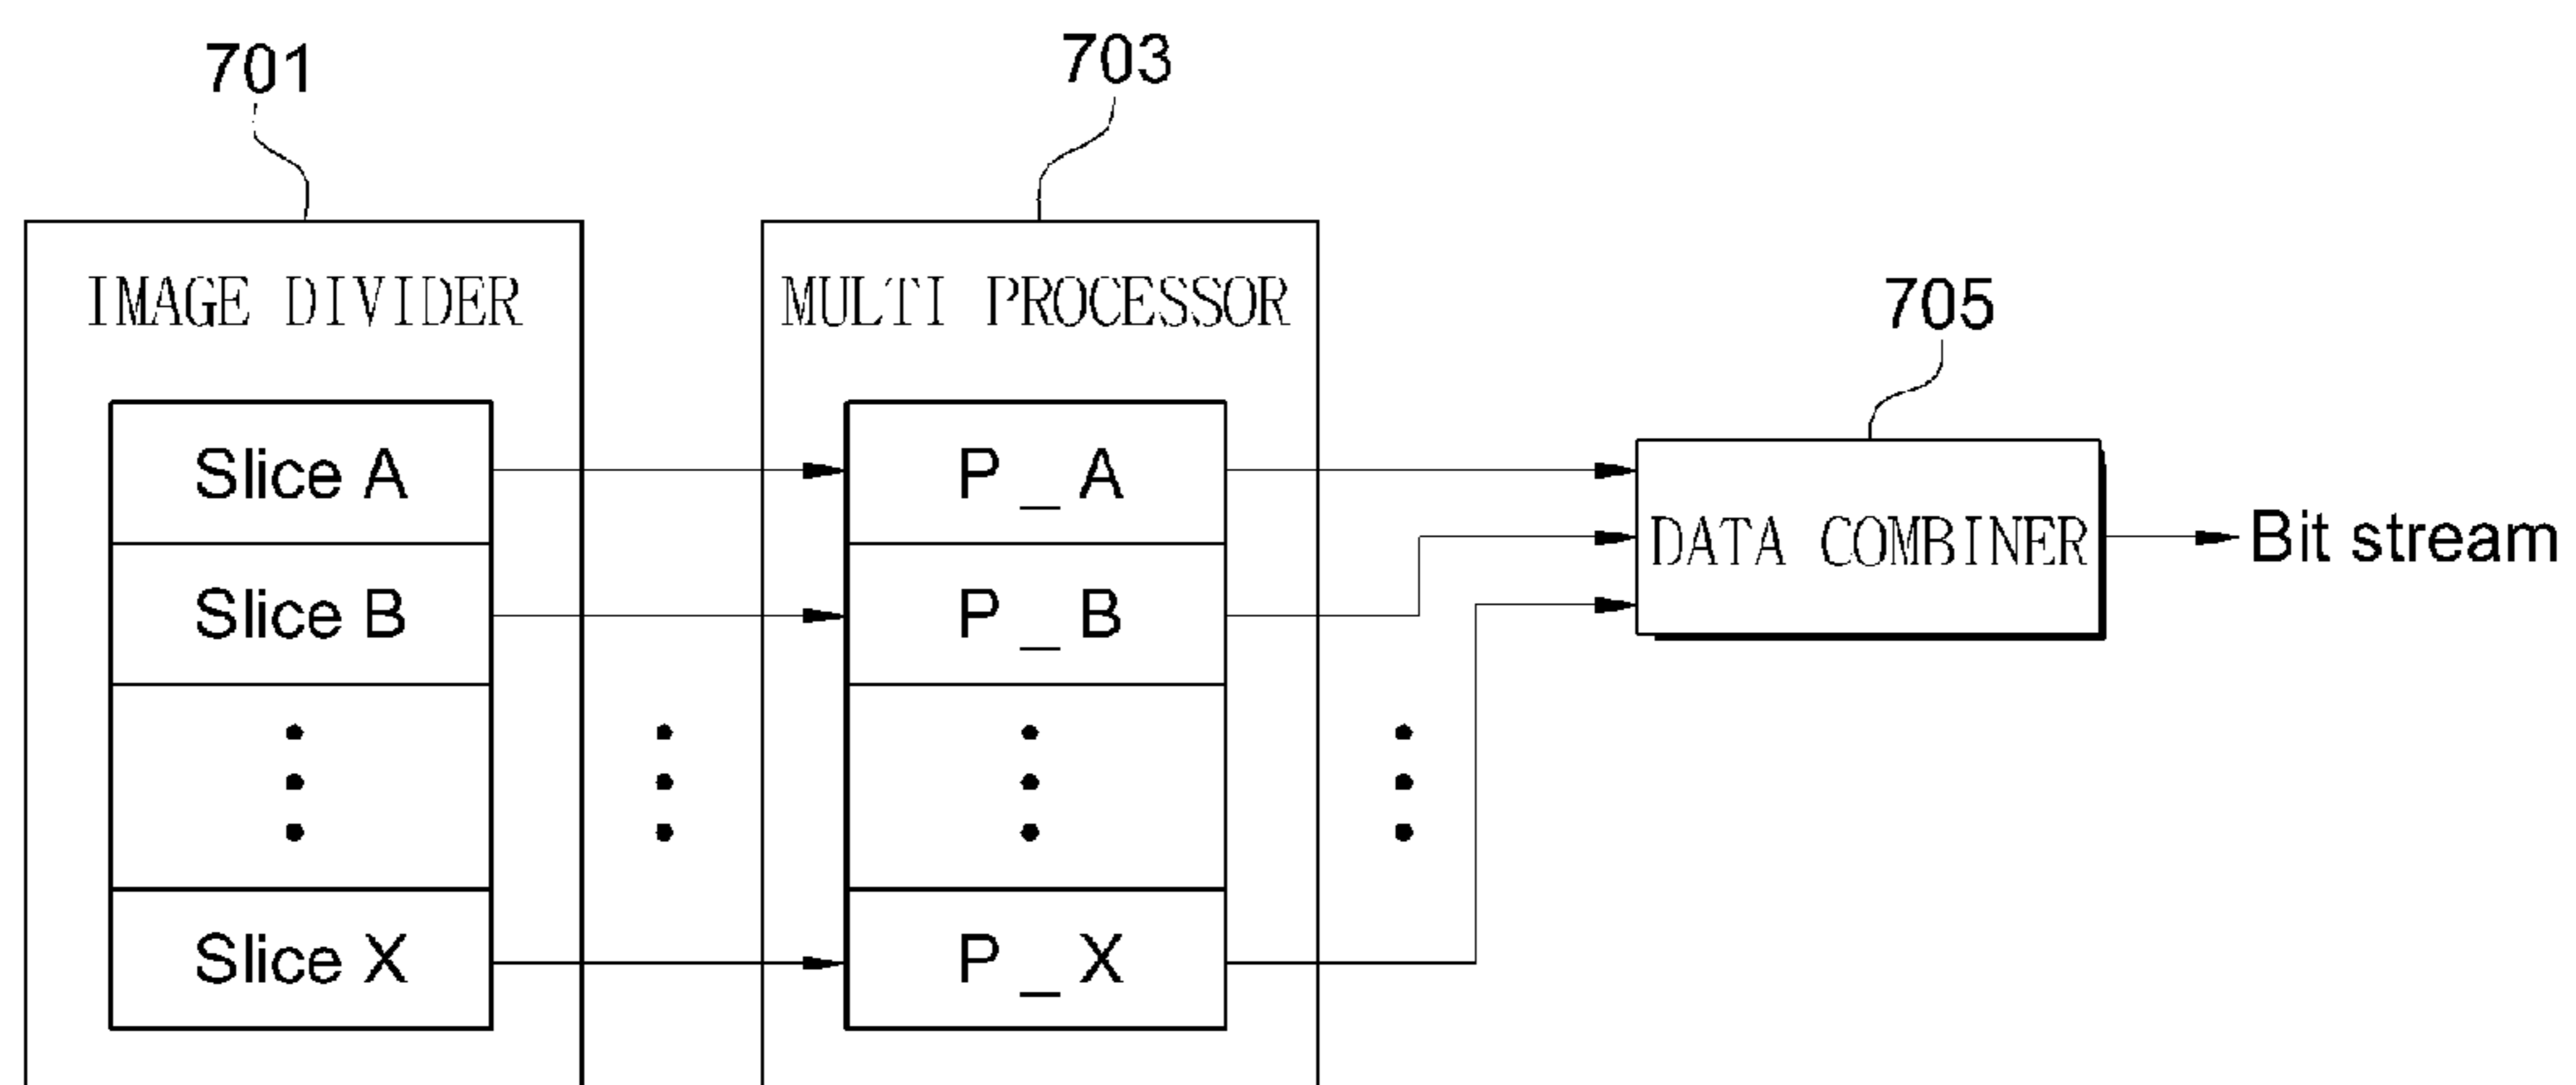 701
703
IMAGE DIVIDER
MULTI PROCESSOR
705
Slice A
P_A
Slice B
P_B
DATA COMBINER
Bit stream
Slice X
P_X